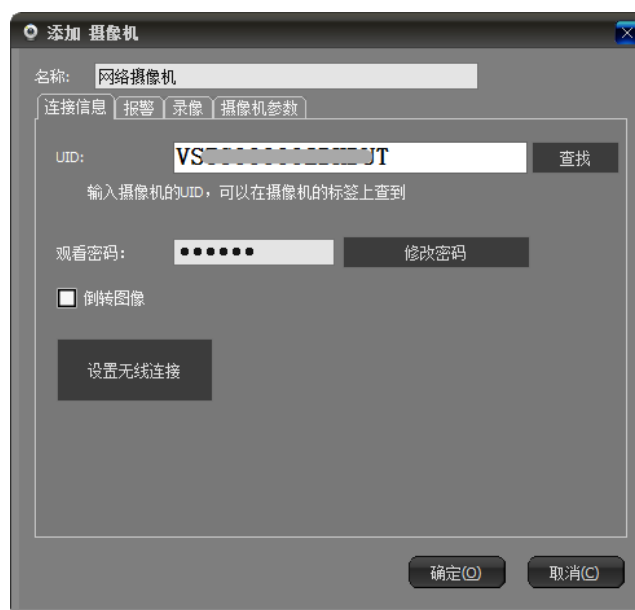 添加 摄像机
名称: 网络摄像机
连接信息 报警 录像 摄像机参数
UID: 查找
输入摄像机的UID，可以在摄像机的标签上查到
观看密码: ●●●●●● 修改密码
倒转图像
设置无线连接
确定(O) 取消(C)